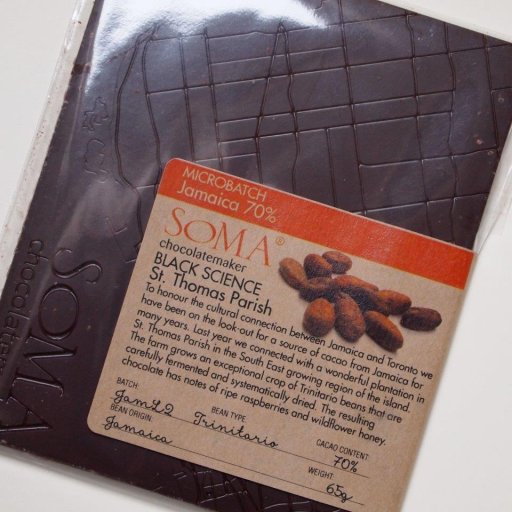 MICROBATCH
Jamaica 70%
SOMA®
chocolatemaker
BLACK SCIENCE
St. Thomas Parish
To honour the cultural connection between Jamaica and Toronto we
have been on the look-out for a source of cacao from Jamaica for
many years. Last year we connected with a wonderful plantation in
St. Thomas Parish in the South East growing region of the island.
The farm grows an exceptional crop of Trinitario beans that are
carefully fermented and systematically dried. The resulting
chocolate has notes of ripe raspberries and wildflower honey.
BATCH: JamL2 BEAN TYPE Trinitario CACAO CONTENT: 70%
BEAN ORIGIN: Jamaica WEIGHT: 65g
SOMA